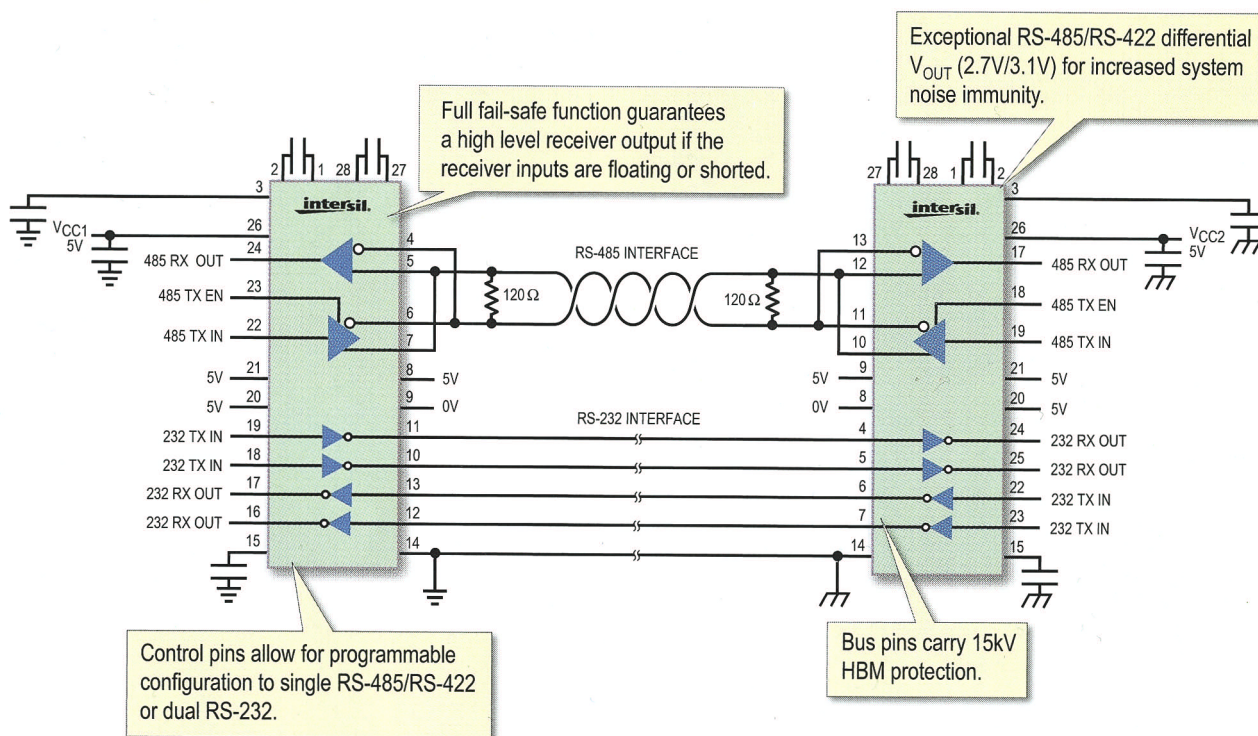 Exceptional RS-485/RS-422 differential
VOUT (2.7V/3.1V) for increased system
noise immunity.
Full fail-safe function guarantees
a high level receiver output if the
receiver inputs are floating or shorted.
2 1 28 27
27 28 1 2
3
intersil.
intersil.
3
VCC1
5V
26
26
VCC2
5V
24
485 RX OUT
4
5
RS-485 INTERFACE
13
12
17
485 RX OUT
485 TX EN
23
120Ω
120Ω
18
485 TX EN
485 TX IN
22
6
7
11
10
19
485 TX IN
5V
21
8
5V
5V
9
21
5V
5V
20
9
0V
0V
8
20
5V
RS-232 INTERFACE
232 TX IN
19
11
4
24
232 RX OUT
232 TX IN
18
10
5
25
232 RX OUT
232 RX OUT
17
13
6
22
232 TX IN
232 RX OUT
16
12
7
23
232 TX IN
15
14
14
15
Control pins allow for programmable
configuration to single RS-485/RS-422
or dual RS-232.
Bus pins carry 15kV
HBM protection.